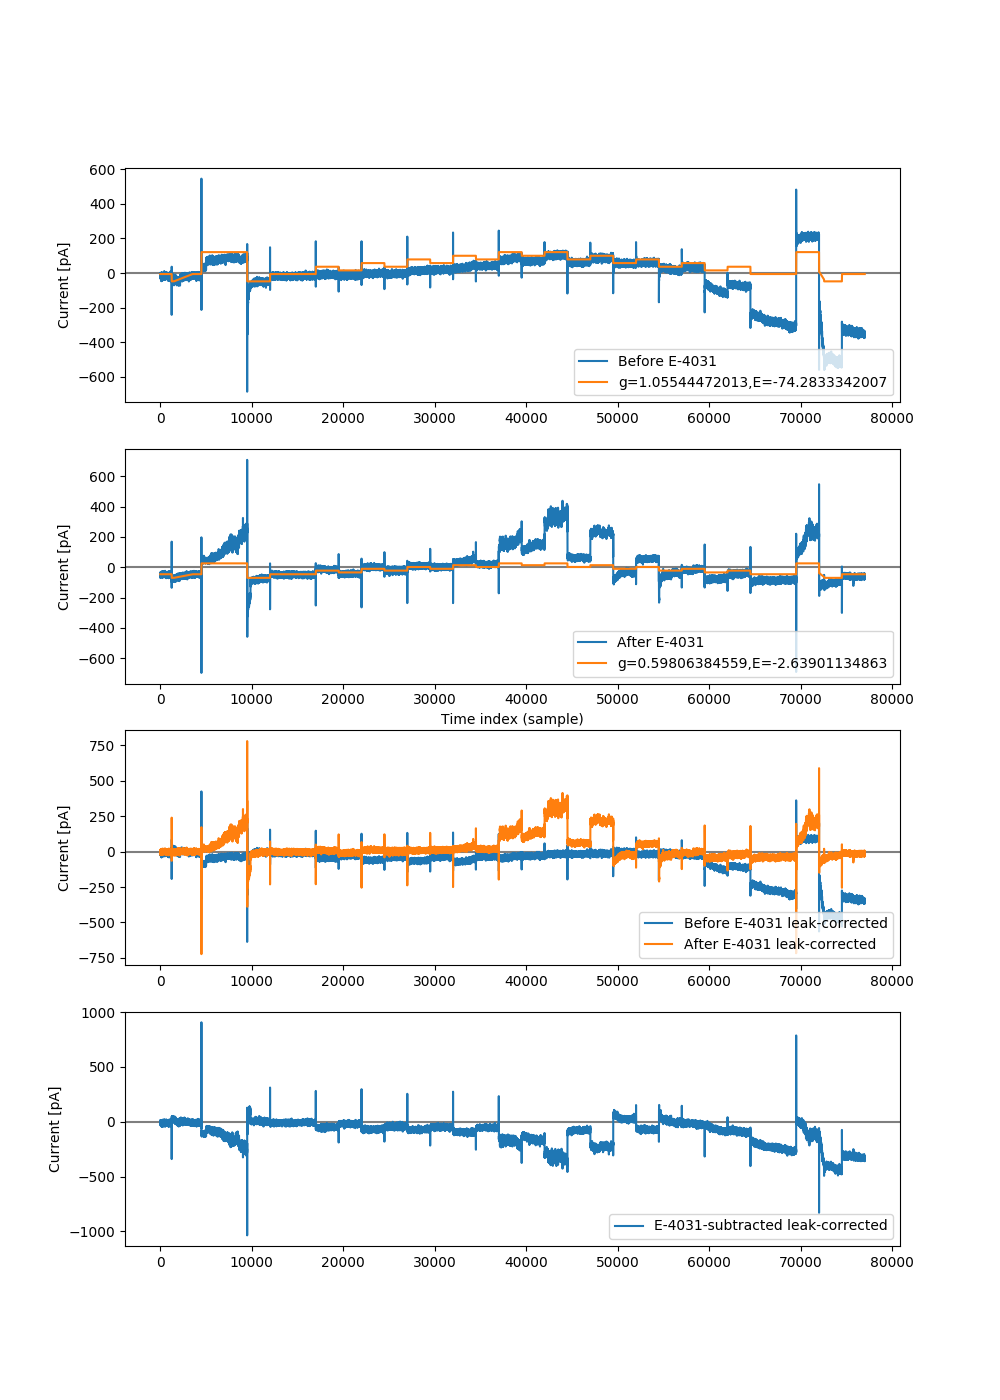 600
400
200
0
−200
−400
−600
Current [pA]
Before E-4031
g=1.05544472013,E=-74.2833342007
0 10000 20000 30000 40000 50000 60000 70000 80000
600
400
200
0
−200
−400
−600
Current [pA]
After E-4031
g=0.59806384559,E=-2.63901134863
0 10000 20000 30000 40000 50000 60000 70000 80000
Time index (sample)
750
500
250
0
−250
−500
−750
Current [pA]
Before E-4031 leak-corrected
After E-4031 leak-corrected
0 10000 20000 30000 40000 50000 60000 70000 80000
1000
500
0
−500
−1000
Current [pA]
E-4031-subtracted leak-corrected
0 10000 20000 30000 40000 50000 60000 70000 80000